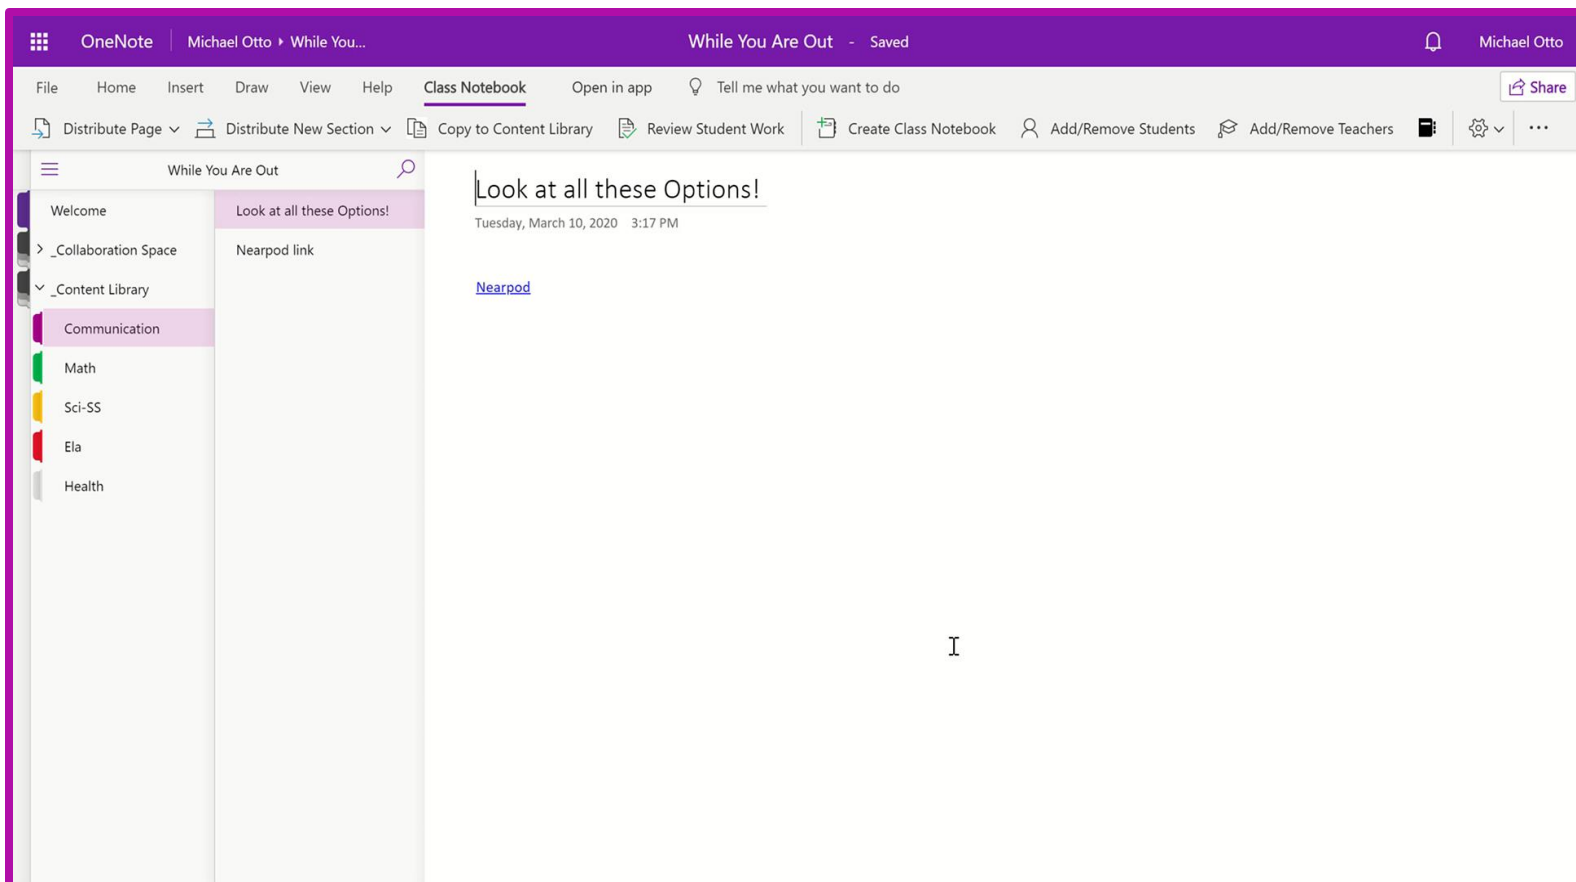 OneNote Michael Otto ▸ While You... While You Are Out - Saved Michael Otto
File Home Insert Draw View Help Class Notebook Open in app Tell me what you want to do Share
Distribute Page Distribute New Section Copy to Content Library Review Student Work Create Class Notebook Add/Remove Students Add/Remove Teachers ...
While You Are Out
Welcome
_Collaboration Space
_Content Library
Communication
Math
Sci-SS
Ela
Health
Look at all these Options!
Nearpod link
Look at all these Options!
Tuesday, March 10, 2020 3:17 PM
Nearpod